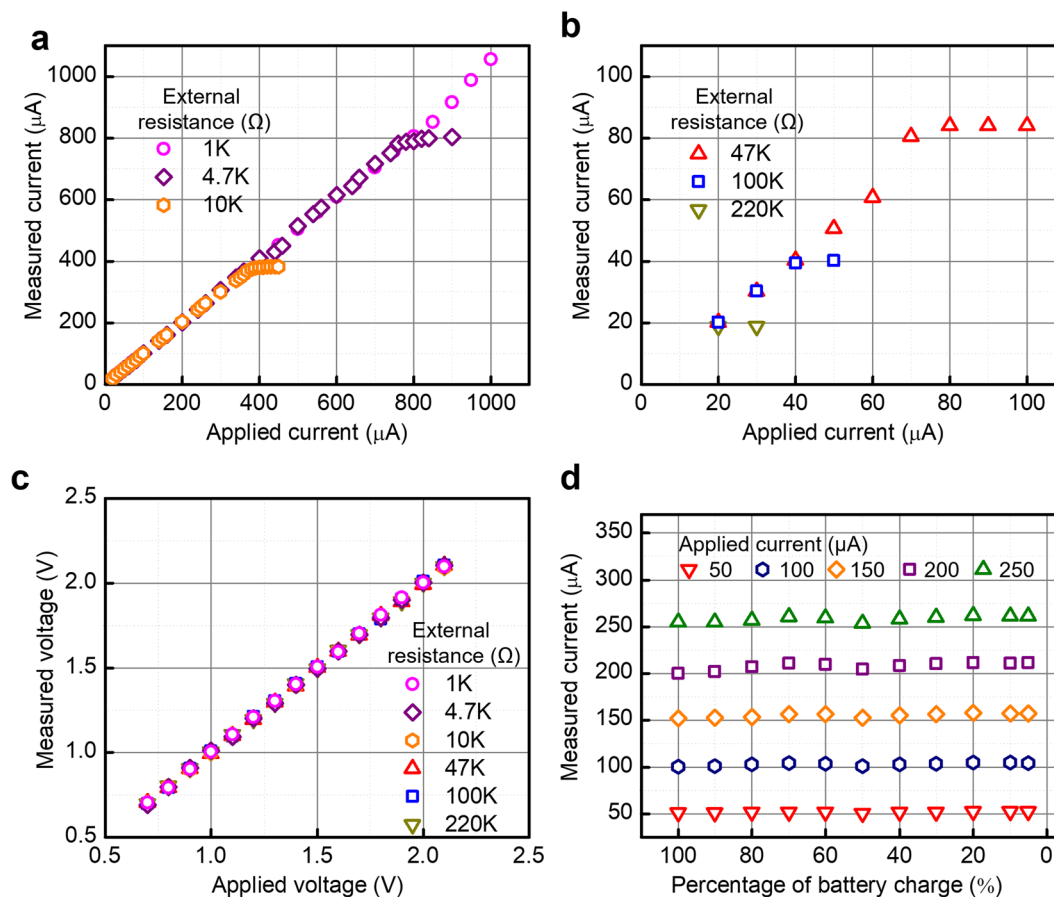 a
Measured current (μA)
1000
800
600
400
200
0
External
resistance (Ω)
1K
4.7K
10K
0 200 400 600 800 1000
Applied current (μA)
b
Measured current (μA)
100
80
60
40
20
0
External
resistance (Ω)
47K
100K
220K
0 20 40 60 80 100
Applied current (μA)
c
Measured voltage (V)
2.5
2.0
1.5
1.0
0.5
External
resistance (Ω)
1K
4.7K
10K
47K
100K
220K
0.5 1.0 1.5 2.0 2.5
Applied voltage (V)
d
Measured current (μA)
350
300
250
200
150
100
50
Applied current (μA)
50 100 150 200 250
100 80 60 40 20 0
Percentage of battery charge (%)